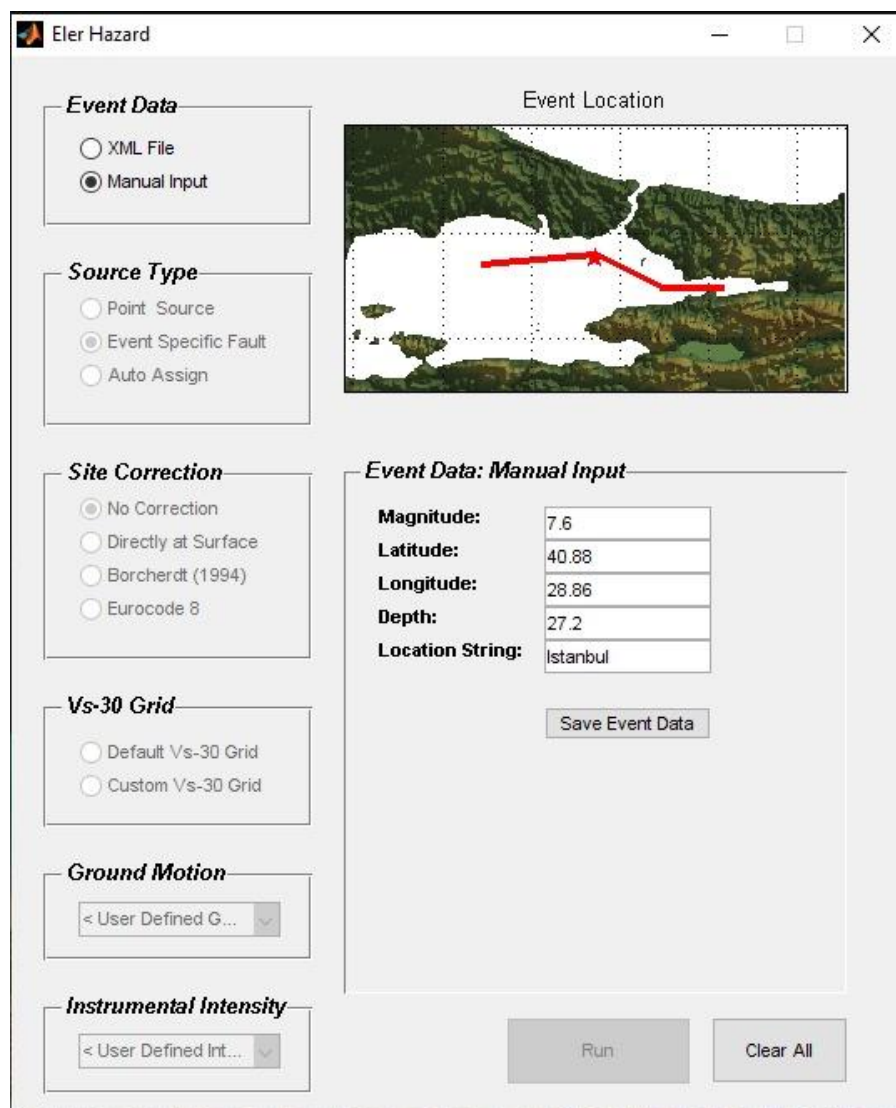 Eler Hazard
Event Data
XML File
Manual Input
Source Type
Point Source
Event Specific Fault
Auto Assign
Site Correction
No Correction
Directly at Surface
Borcherdt (1994)
Eurocode 8
Vs-30 Grid
Default Vs-30 Grid
Custom Vs-30 Grid
Ground Motion
< User Defined G...
Instrumental Intensity
< User Defined Int...
Event Location
Event Data: Manual Input
Magnitude: 7.6
Latitude: 40.88
Longitude: 28.86
Depth: 27.2
Location String: Istanbul
Save Event Data
Run
Clear All